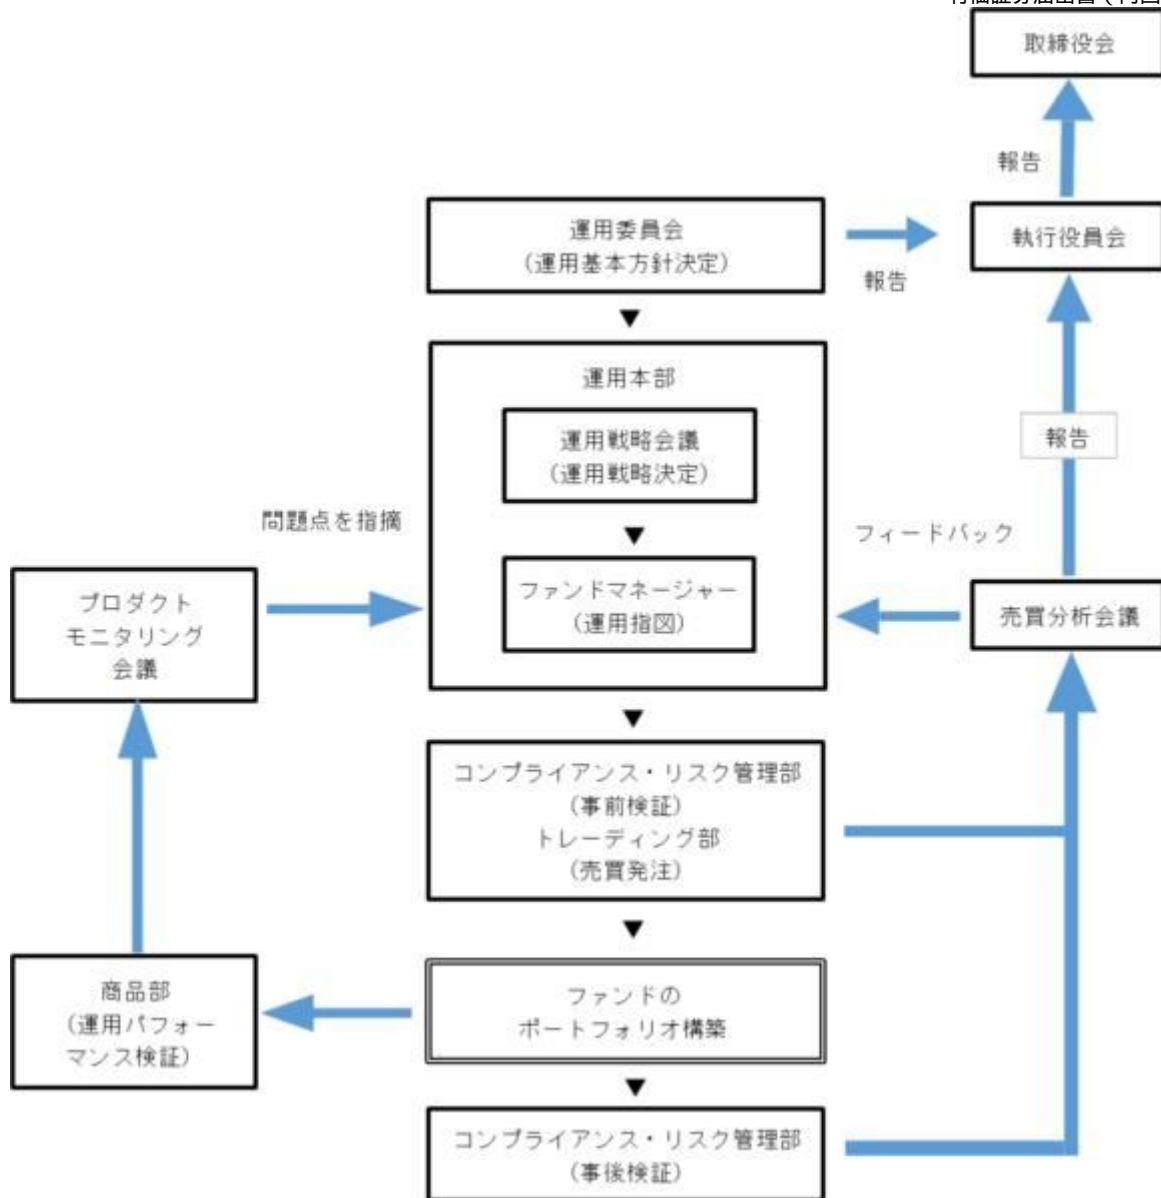 取締役会
報告
運用委員会
(運用基本方針決定)
報告
執行役員会
運用本部
運用戦略会議
(運用戦略決定)
報告
問題点を指摘
フィードバック
ファンドマネージャー
(運用指図)
プロダクト
モニタリング
会議
売買分析会議
コンプライアンス・リスク管理部
(事前検証)
トレーディング部
(売買発注)
商品部
(運用パフォー
マンス検証)
ファンドの
ポートフォリオ構築
コンプライアンス・リスク管理部
(事後検証)